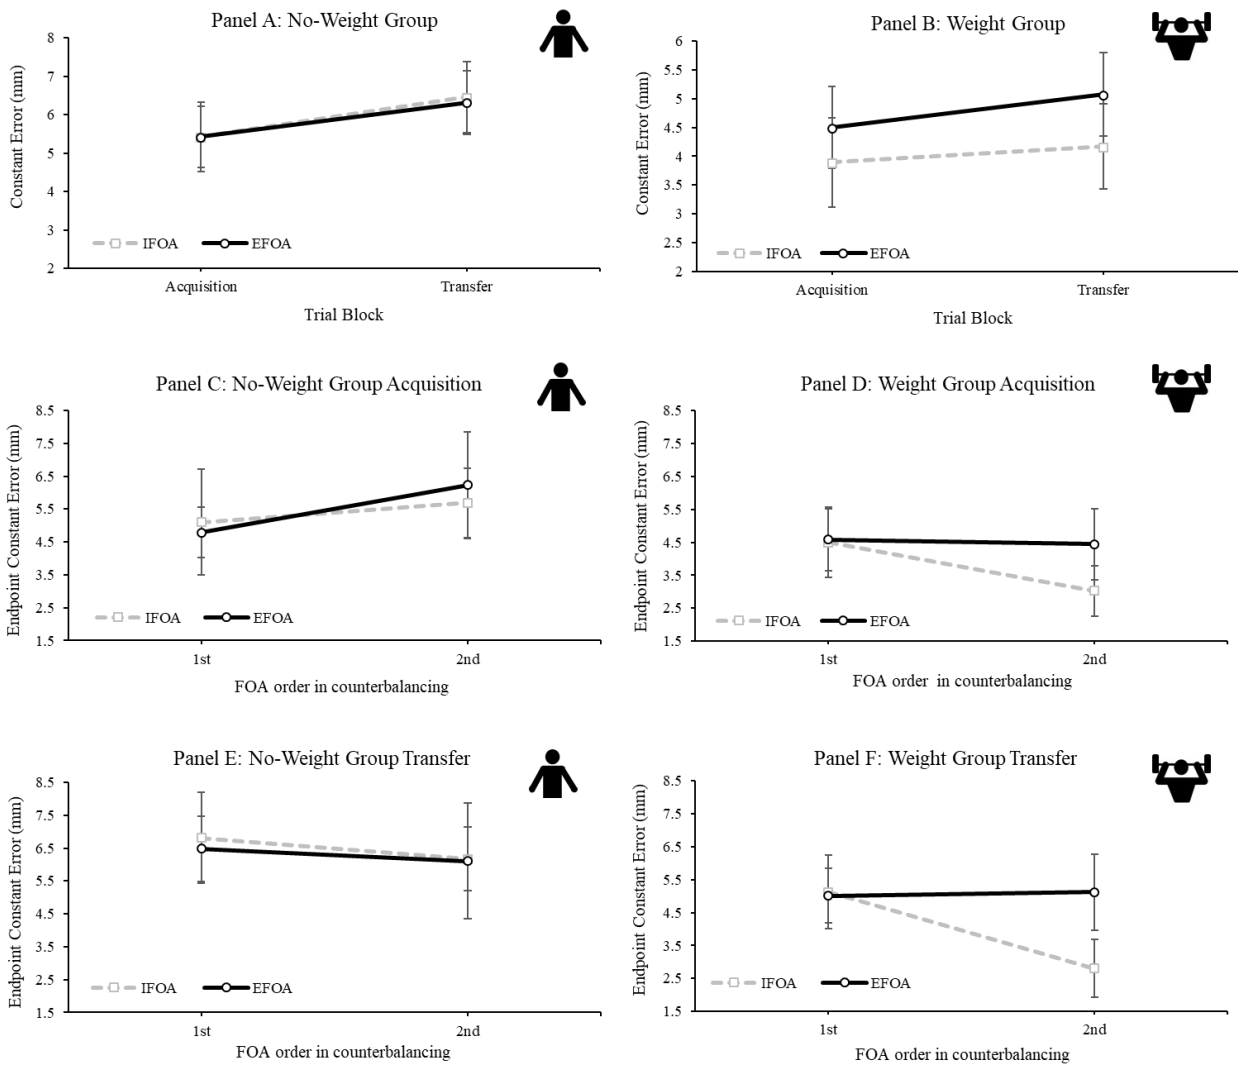 Panel A: No-Weight Group
Constant Error (mm)
8
7
6
5
4
3
2
IFOA
EFOA
Acquisition
Transfer
Trial Block
Panel B: Weight Group
Constant Error (mm)
6
5.5
5
4.5
4
3.5
3
2.5
2
IFOA
EFOA
Acquisition
Transfer
Trial Block
Panel C: No-Weight Group Acquisition
Endpoint Constant Error (mm)
8.5
7.5
6.5
5.5
4.5
3.5
2.5
1.5
IFOA
EFOA
1st
2nd
FOA order in counterbalancing
Panel D: Weight Group Acquisition
Endpoint Constant Error (mm)
8.5
7.5
6.5
5.5
4.5
3.5
2.5
1.5
IFOA
EFOA
1st
2nd
FOA order in counterbalancing
Panel E: No-Weight Group Transfer
Endpoint Constant Error (mm)
8.5
7.5
6.5
5.5
4.5
3.5
2.5
1.5
IFOA
EFOA
1st
2nd
FOA order in counterbalancing
Panel F: Weight Group Transfer
Endpoint Constant Error (mm)
8.5
7.5
6.5
5.5
4.5
3.5
2.5
1.5
IFOA
EFOA
1st
2nd
FOA order in counterbalancing